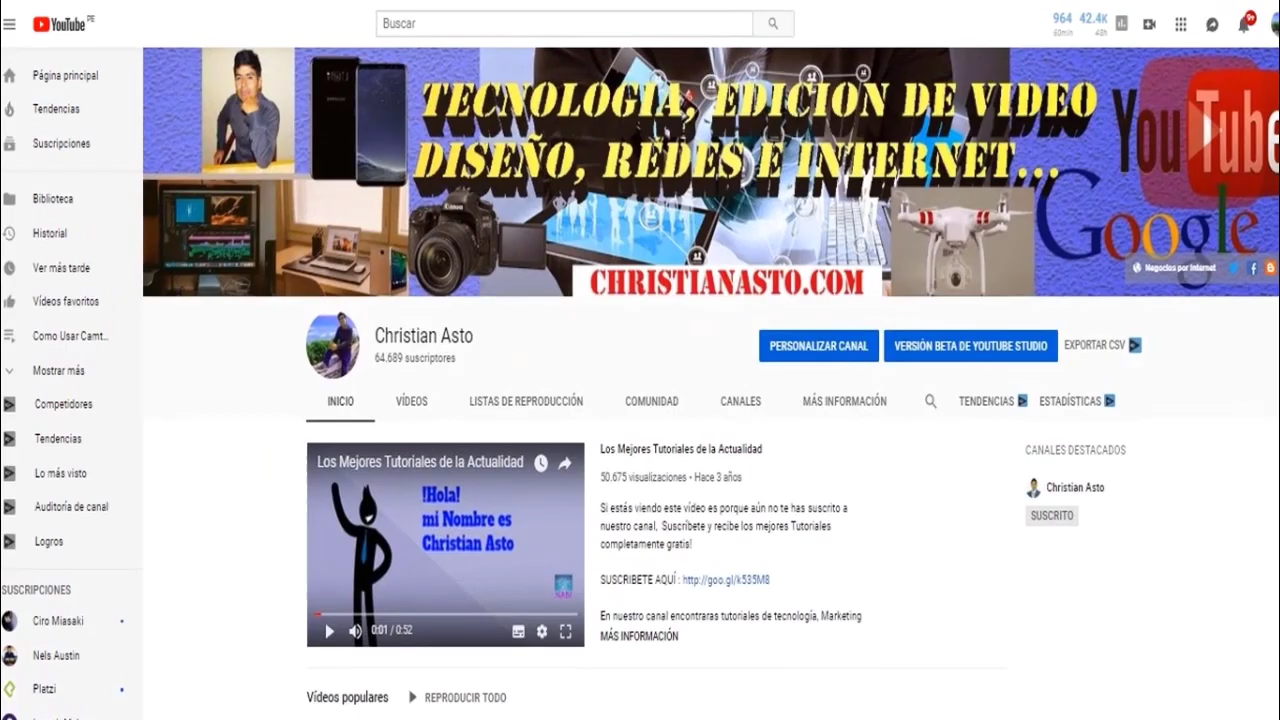 YouTube PE
Buscar
964 42.4K
60min 48h
9+
Página principal
Tendencias
Suscripciones
Biblioteca
Historial
Ver más tarde
Vídeos favoritos
Como Usar Camt...
Mostrar más
Competidores
Tendencias
Lo más visto
Auditoría de canal
Logros
SUSCRIPCIONES
Ciro Miasaki
Nels Austin
Platzi
TECNOLOGIA, EDICION DE VIDEO
DISEÑO, REDES E INTERNET...
YouTube
Google
Canon
CHRISTIANASTO.COM
Negocios por Internet
Christian Asto
64.689 suscriptores
PERSONALIZAR CANAL
VERSIÓN BETA DE YOUTUBE STUDIO
EXPORTAR CSV
INICIO
VÍDEOS
LISTAS DE REPRODUCCIÓN
COMUNIDAD
CANALES
MÁS INFORMACIÓN
TENDENCIAS
ESTADÍSTICAS
Los Mejores Tutoriales de la Actualidad
!Hola!
mi Nombre es
Christian Asto
0:01 / 0:52
Los Mejores Tutoriales de la Actualidad
50.675 visualizaciones • Hace 3 años
Si estás viendo este vídeo es porque aún no te has suscrito a
nuestro canal, Suscríbete y recibe los mejores Tutoriales
completamente gratis!
SUSCRIBETE AQUÍ : http://goo.gl/k535M8
En nuestro canal encontraras tutoriales de tecnología, Marketing
MÁS INFORMACIÓN
CANALES DESTACADOS
Christian Asto
SUSCRITO
Vídeos populares
REPRODUCIR TODO